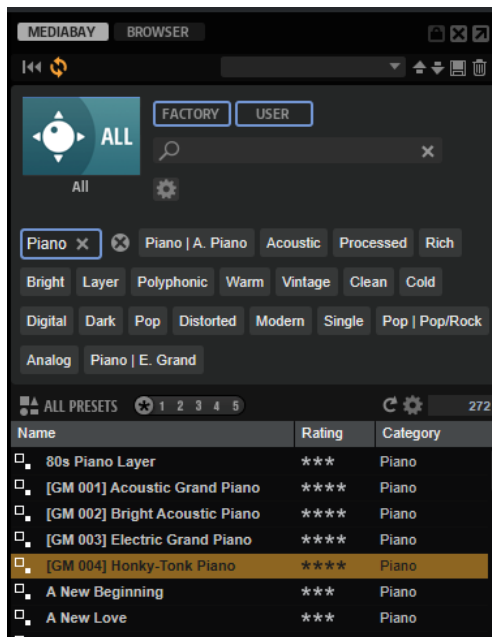 MEDIABAY BROWSER
ALL FACTORY USER
All
Piano Piano | A. Piano Acoustic Processed Rich
Bright Layer Polyphonic Warm Vintage Clean Cold
Digital Dark Pop Distorted Modern Single Pop | Pop/Rock
Analog Piano | E. Grand
ALL PRESETS 1 2 3 4 5 272
Name Rating Category
80s Piano Layer *** Piano
[GM 001] Acoustic Grand Piano **** Piano
[GM 002] Bright Acoustic Piano **** Piano
[GM 003] Electric Grand Piano **** Piano
[GM 004] Honky-Tonk Piano **** Piano
A New Beginning *** Piano
A New Love *** Piano